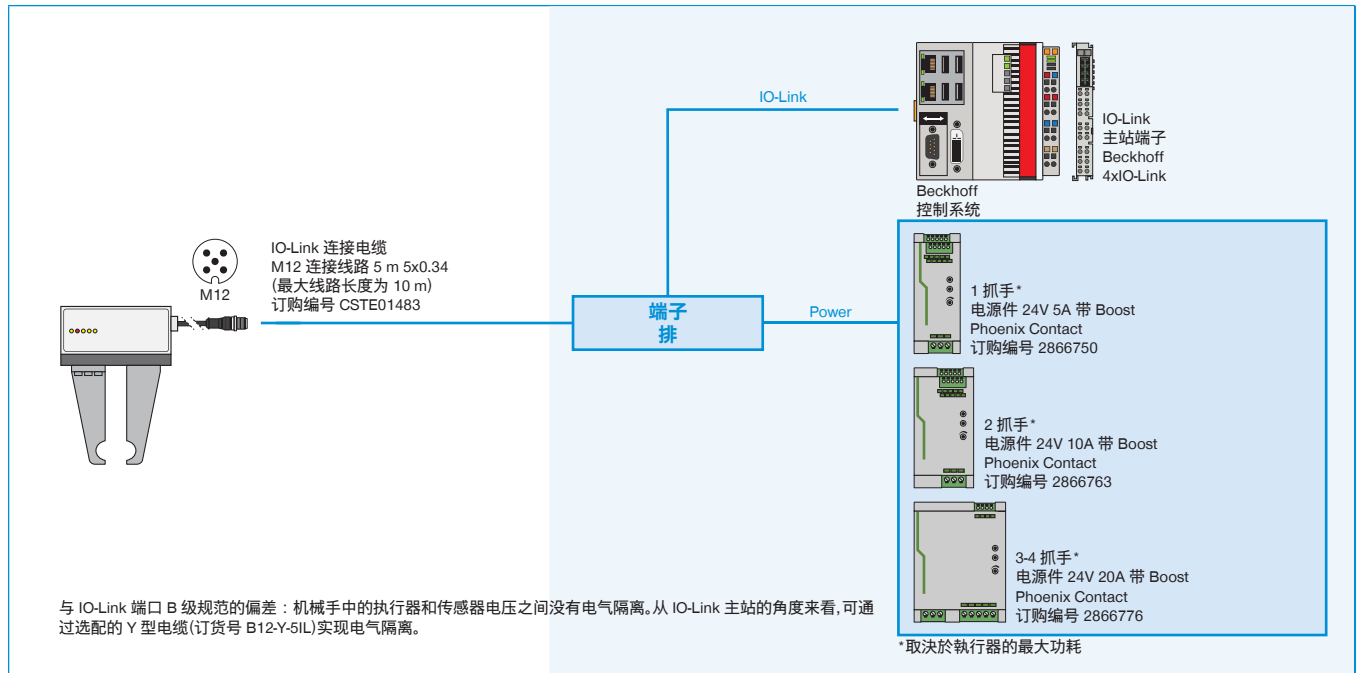 IO-Link
IO-Link
主站端子
Beckhoff
4xIO-Link
Beckhoff
控制系统
M12
IO-Link 连接电缆
M12 连接线路 5 m 5x0.34
(最大线路长度为 10 m)
订购编号 CSTE01483
端子
排
Power
1 抓手*
电源件 24V 5A 带 Boost
Phoenix Contact
订购编号 2866750
2 抓手*
电源件 24V 10A 带 Boost
Phoenix Contact
订购编号 2866763
3-4 抓手*
电源件 24V 20A 带 Boost
Phoenix Contact
订购编号 2866776
与 IO-Link 端口 B 级规范的偏差：机械手中的执行器和传感器电压之间没有电气隔离。从 IO-Link 主站的角度来看,可通
过选配的 Y 型电缆(订货号 B12-Y-5IL)实现电气隔离。
*取決於執行器的最大功耗